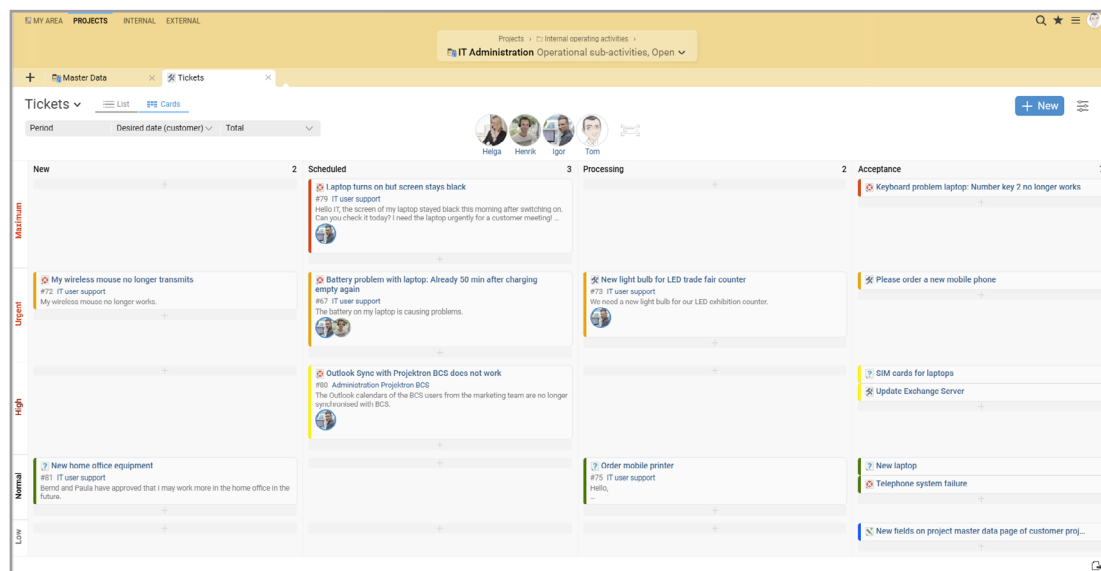 MY AREA PROJECTS INTERNAL EXTERNAL
Projects › Internal operating activities ›
IT Administration Operational sub-activities, Open
+ Master Data × Tickets ×
Tickets List Cards
+ New
Period Desired date (customer) Total
Helga Henrik Igor Tom
New 2 Scheduled 3 Processing 2 Acceptance
Maximum
+
Laptop turns on but screen stays black
#79 IT user support
Hello IT, the screen of my laptop stayed black this morning after switching on.
Can you check it today? I need the laptop urgently for a customer meeting! ...
+
+
Keyboard problem laptop: Number key 2 no longer works
+
Urgent
My wireless mouse no longer transmits
#72 IT user support
My wireless mouse no longer works.
+
Battery problem with laptop: Already 50 min after charging
empty again
#67 IT user support
The battery on my laptop is causing problems.
+
New light bulb for LED trade fair counter
#73 IT user support
We need a new light bulb for our LED exhibition counter.
+
Please order a new mobile phone
+
High
+
Outlook Sync with Projektron BCS does not work
#80 Administration Projektron BCS
The Outlook calendars of the BCS users from the marketing team are no longer
synchronised with BCS.
+
+
SIM cards for laptops
Update Exchange Server
+
Normal
New home office equipment
#81 IT user support
Bernd and Paula have approved that I may work more in the home office in the
future.
+
+
Order mobile printer
#75 IT user support
Hello,
...
+
New laptop
Telephone system failure
+
Low
+
+
+
New fields on project master data page of customer proj...
+